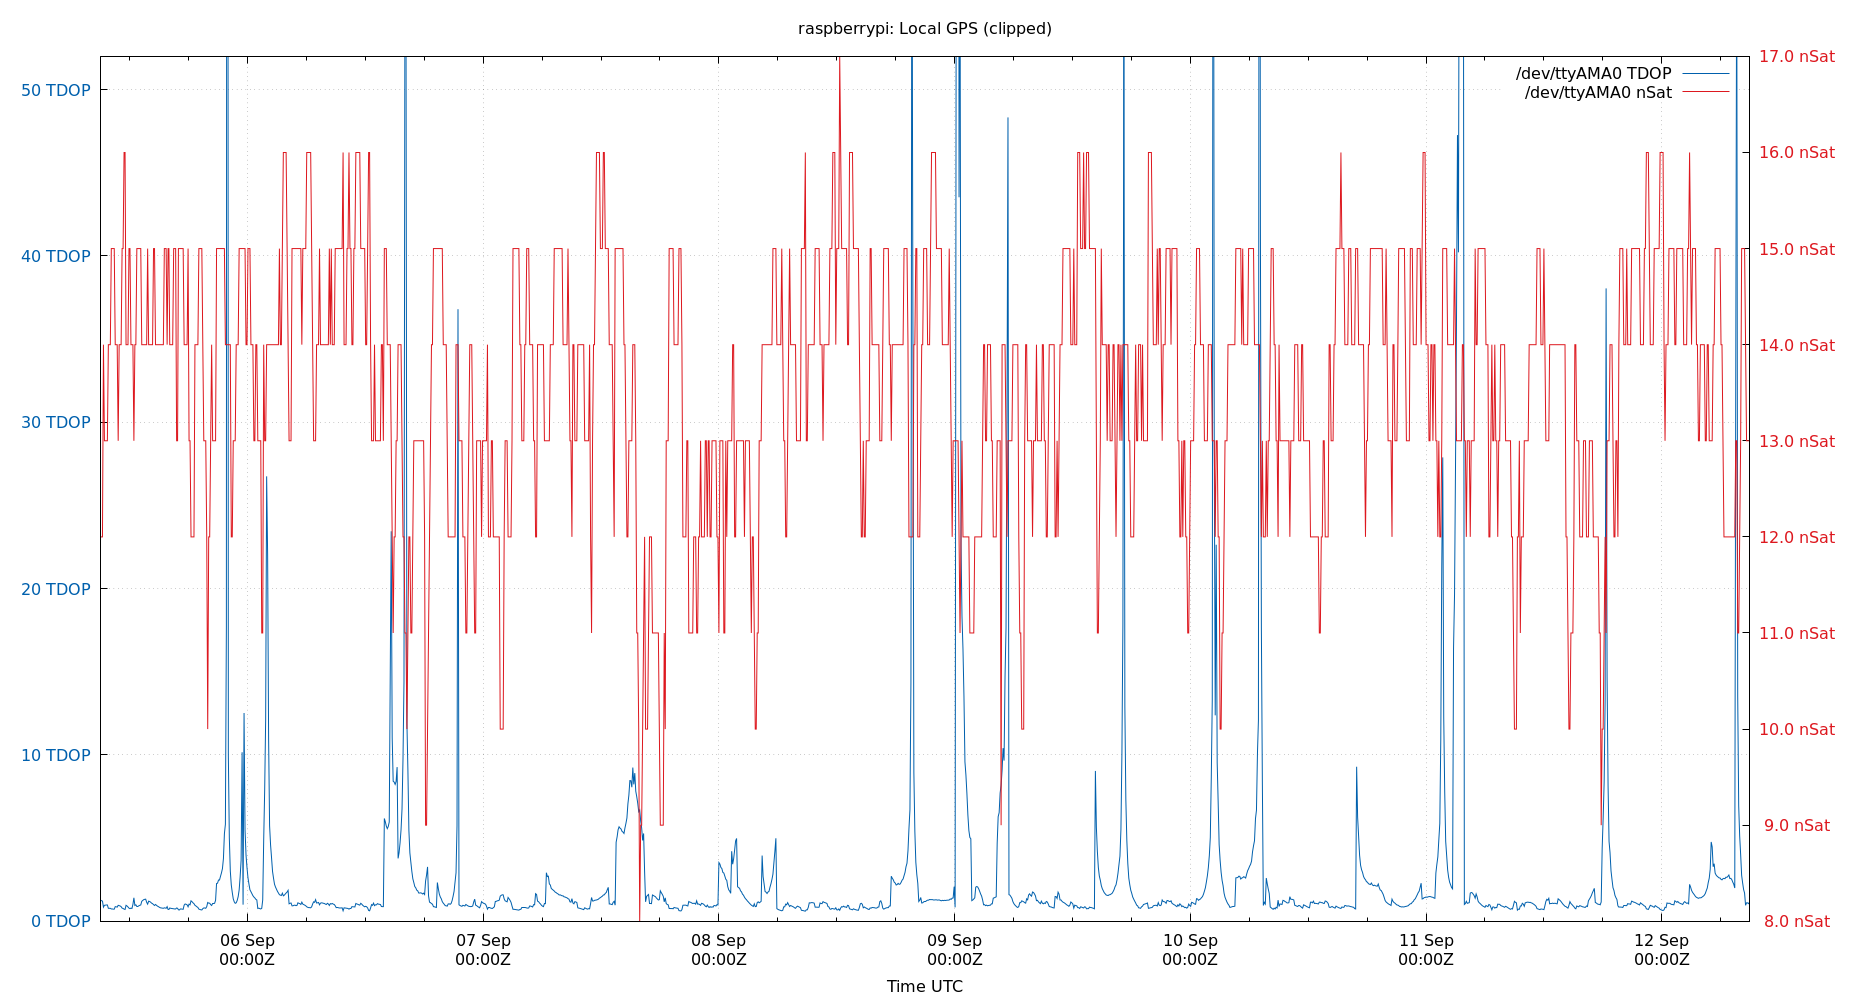 raspberrypi: Local GPS (clipped)
/dev/ttyAMA0 TDOP
/dev/ttyAMA0 nSat
50 TDOP
40 TDOP
30 TDOP
20 TDOP
10 TDOP
0 TDOP
17.0 nSat
16.0 nSat
15.0 nSat
14.0 nSat
13.0 nSat
12.0 nSat
11.0 nSat
10.0 nSat
9.0 nSat
8.0 nSat
06 Sep 07 Sep 08 Sep 09 Sep 10 Sep 11 Sep 12 Sep
00:00Z 00:00Z 00:00Z 00:00Z 00:00Z 00:00Z 00:00Z
Time UTC